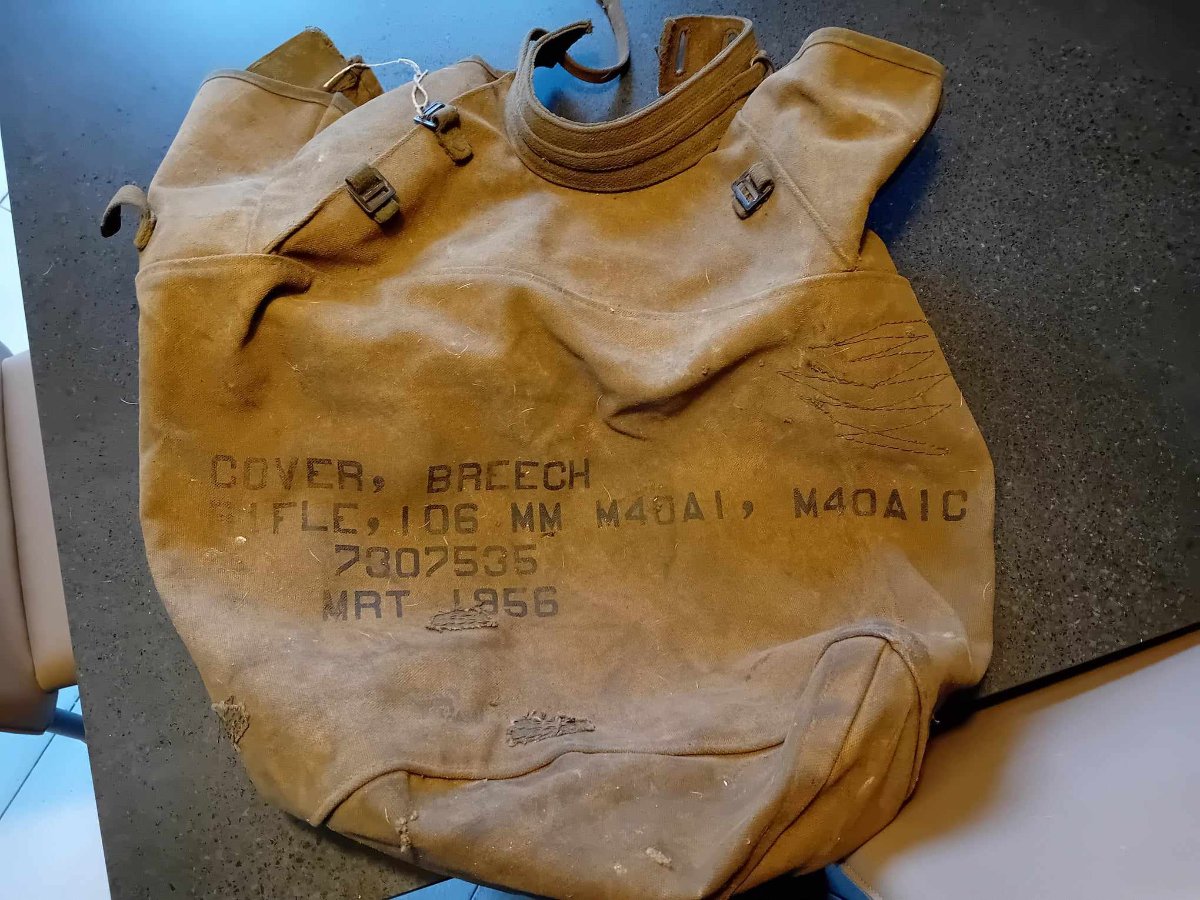 COVER, BREECH
RIFLE, 106 MM M40A1, M40A1C
7307535
MRT 1956